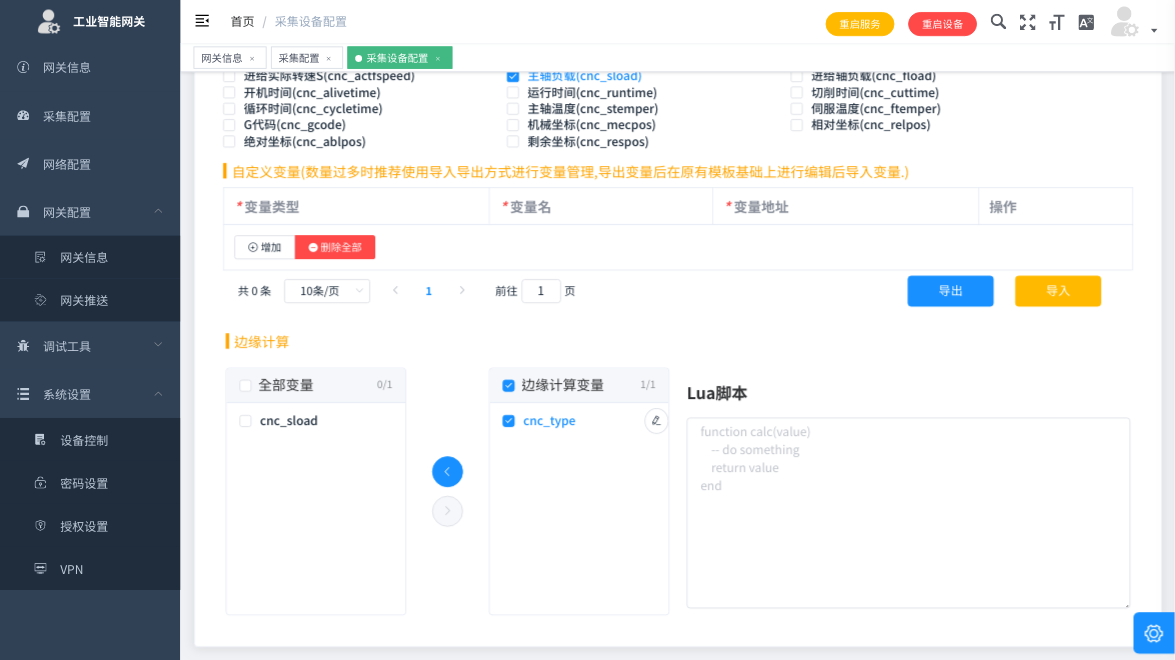 工业智能网关
首页 / 采集设备配置
重启服务
重启设备
网关信息 ×
采集配置 ×
采集设备配置 ×
网关信息
采集配置
网络配置
网关配置
网关信息
网关推送
调试工具
系统设置
设备控制
密码设置
授权设置
VPN
进给实际转速S(cnc_actfspeed)
主轴负载(cnc_sload)
进给轴负载(cnc_fload)
开机时间(cnc_alivetime)
运行时间(cnc_runtime)
切削时间(cnc_cuttime)
循环时间(cnc_cycletime)
主轴温度(cnc_stemper)
伺服温度(cnc_ftemper)
G代码(cnc_gcode)
机械坐标(cnc_mecpos)
相对坐标(cnc_relpos)
绝对坐标(cnc_ablpos)
剩余坐标(cnc_respos)
自定义变量(数量过多时推荐使用导入导出方式进行变量管理,导出变量后在原有模板基础上进行编辑后导入变量.)
*变量类型
*变量名
*变量地址
操作
增加
删除全部
共 0 条
10条/页
1
前往 1 页
导出
导入
边缘计算
全部变量 0/1
cnc_sload
边缘计算变量 1/1
cnc_type
Lua脚本
function calc(value)
-- do something
return value
end